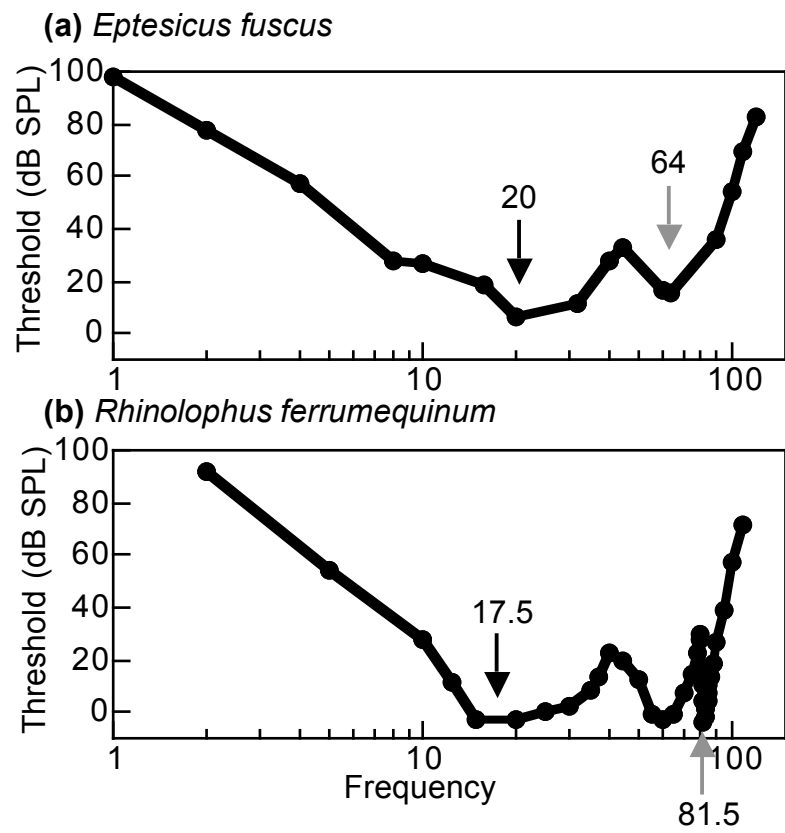 (a) Eptesicus fuscus
Threshold (dB SPL)
100
80
60
40
20
0
20
64
1 10 100
(b) Rhinolophus ferrumequinum
Threshold (dB SPL)
100
80
60
40
20
0
17.5
1 10 100
Frequency
81.5